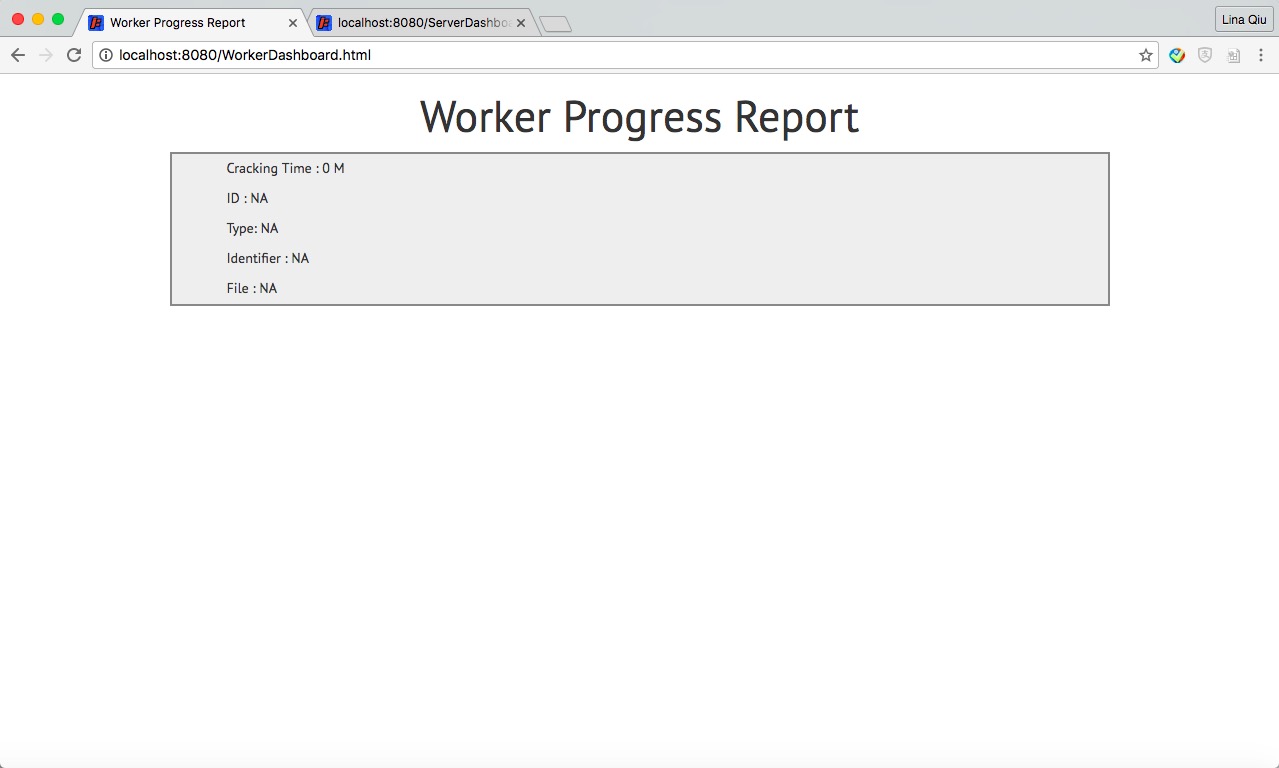 Worker Progress Report
localhost:8080/ServerDashbo
Lina Qiu
localhost:8080/WorkerDashboard.html
Worker Progress Report
Cracking Time : 0 M
ID : NA
Type: NA
Identifier : NA
File : NA